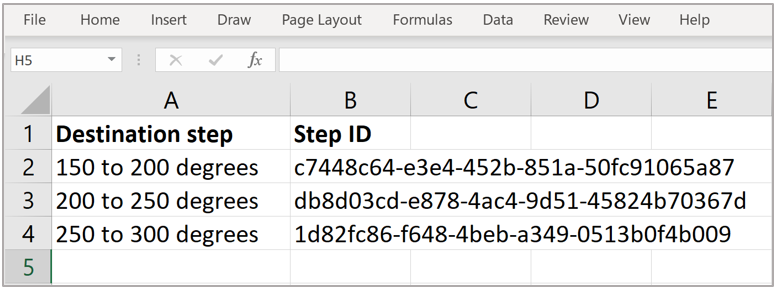 File Home Insert Draw Page Layout Formulas Data Review View Help
H5 fx
A B C D E
1 Destination step Step ID
2 150 to 200 degrees c7448c64-e3e4-452b-851a-50fc91065a87
3 200 to 250 degrees db8d03cd-e878-4ac4-9d51-45824b70367d
4 250 to 300 degrees 1d82fc86-f648-4beb-a349-0513b0f4b009
5